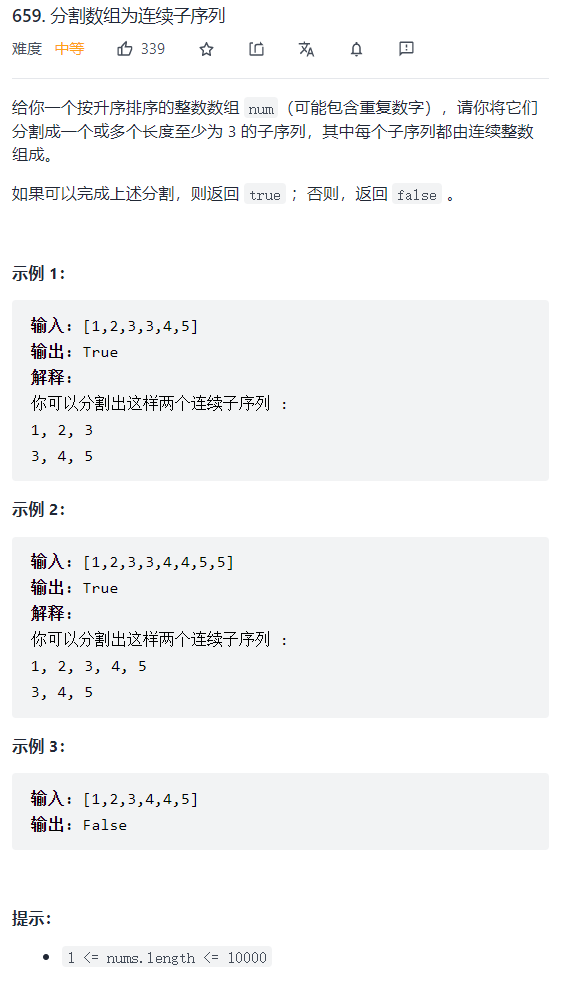 659. 分割数组为连续子序列
难度 中等 339
给你一个按升序排序的整数数组 num（可能包含重复数字），请你将它们
分割成一个或多个长度至少为 3 的子序列，其中每个子序列都由连续整数
组成。
如果可以完成上述分割，则返回 true ；否则，返回 false 。
示例 1：
输入: [1,2,3,3,4,5]
输出: True
解释:
你可以分割出这样两个连续子序列 :
1, 2, 3
3, 4, 5
示例 2：
输入: [1,2,3,3,4,4,5,5]
输出: True
解释:
你可以分割出这样两个连续子序列 :
1, 2, 3, 4, 5
3, 4, 5
示例 3：
输入: [1,2,3,4,4,5]
输出: False
提示：
1 <= nums.length <= 10000